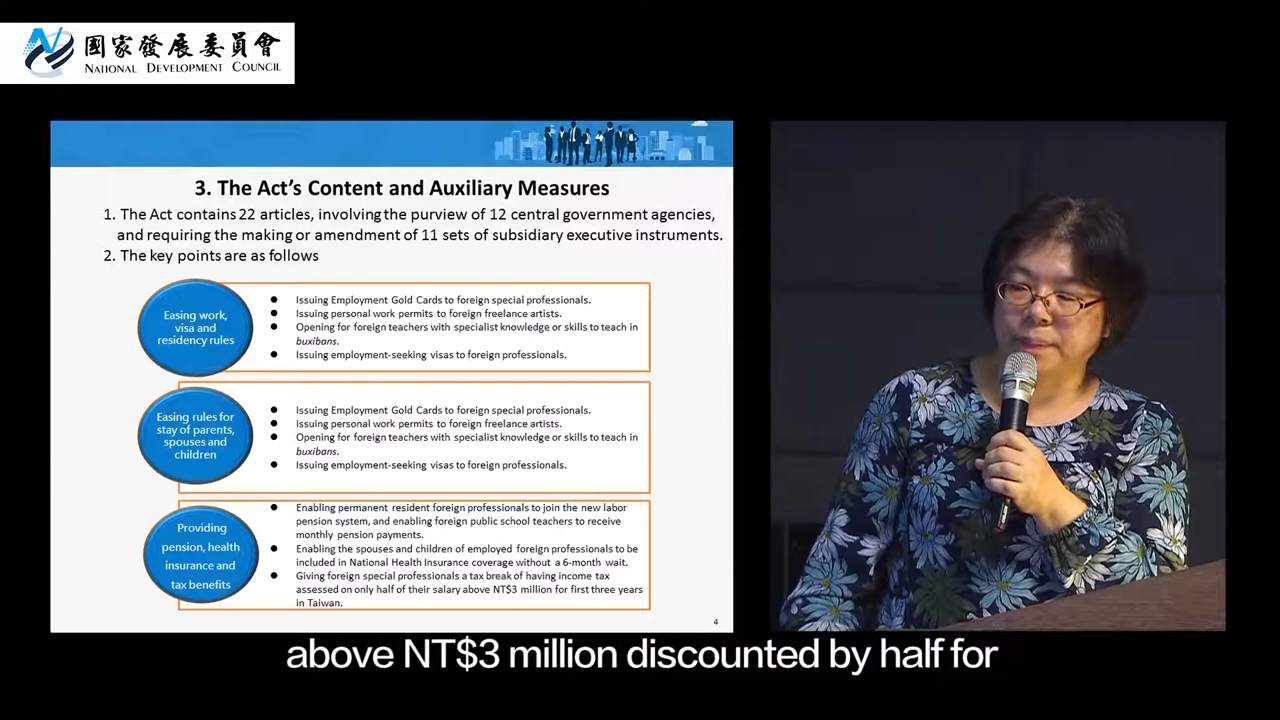 國家發展委員會
NATIONAL DEVELOPMENT COUNCIL
3. The Act's Content and Auxiliary Measures
1. The Act contains 22 articles, involving the purview of 12 central government agencies,
and requiring the making or amendment of 11 sets of subsidiary executive instruments.
2. The key points are as follows
Easing work,
visa and
residency rules
● Issuing Employment Gold Cards to foreign special professionals.
● Issuing personal work permits to foreign freelance artists.
● Opening for foreign teachers with specialist knowledge or skills to teach in
buxibans.
● Issuing employment-seeking visas to foreign professionals.
Easing rules for
stay of parents,
spouses and
children
● Issuing Employment Gold Cards to foreign special professionals.
● Issuing personal work permits to foreign freelance artists.
● Opening for foreign teachers with specialist knowledge or skills to teach in
buxibans.
● Issuing employment-seeking visas to foreign professionals.
Providing
pension, health
insurance and
tax benefits
● Enabling permanent resident foreign professionals to join the new labor
pension system, and enabling foreign public school teachers to receive
monthly pension payments.
● Enabling the spouses and children of employed foreign professionals to be
included in National Health Insurance coverage without a 6-month wait.
● Giving foreign special professionals a tax break of having income tax
assessed on only half of their salary above NT$3 million for first three years
in Taiwan.
4
above NT$3 million discounted by half for